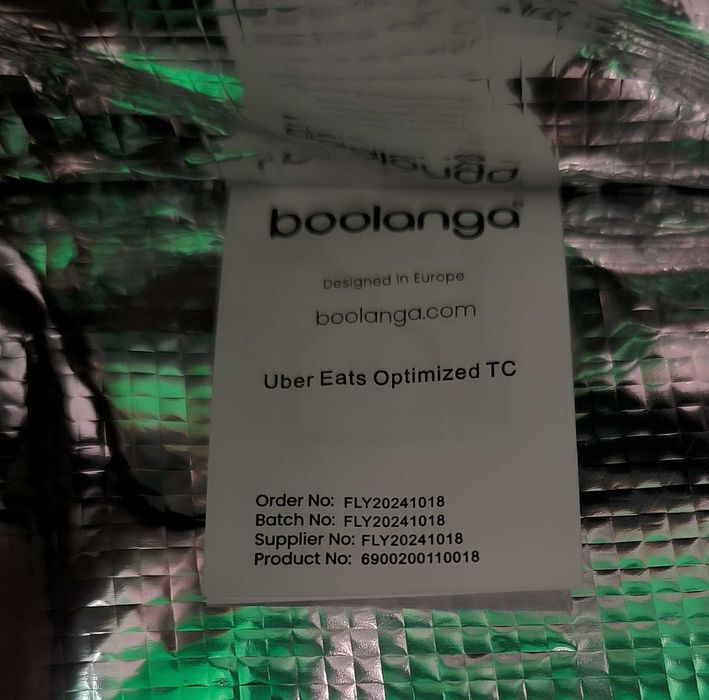 boolanga®
Designed in Europe
boolanga.com
Uber Eats Optimized TC
Order No: FLY20241018
Batch No: FLY20241018
Supplier No: FLY20241018
Product No: 6900200110018